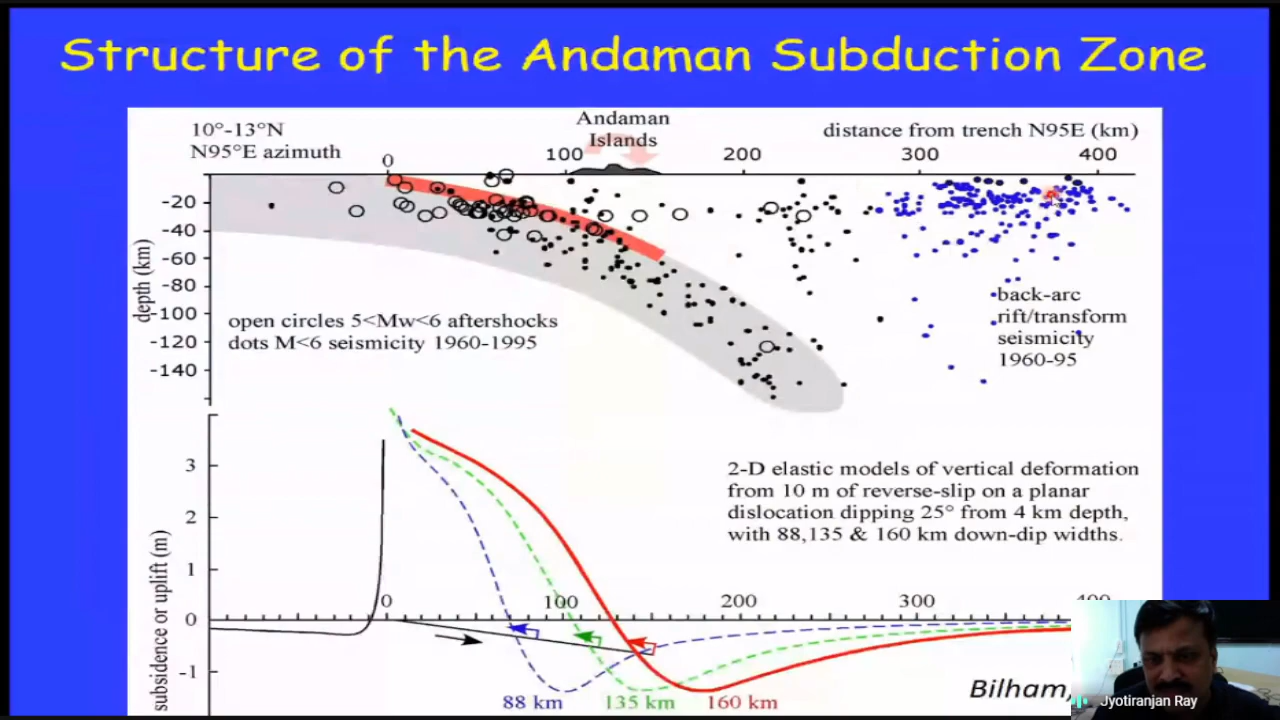 Structure of the Andaman Subduction Zone
10°-13°N
N95°E azimuth
Andaman
Islands
distance from trench N95E (km)
0 100 200 300 400
depth (km)
-20
-40
-60
-80
-100
-120
-140
open circles 5<Mw<6 aftershocks
dots M<6 seismicity 1960-1995
back-arc
rift/transform
seismicity
1960-95
subsidence or uplift (m)
3
2
1
0
-1
2-D elastic models of vertical deformation
from 10 m of reverse-slip on a planar
dislocation dipping 25° from 4 km depth,
with 88,135 & 160 km down-dip widths.
0 100 200 300 400
88 km 135 km 160 km
Bilham,
Jyotiranjan Ray